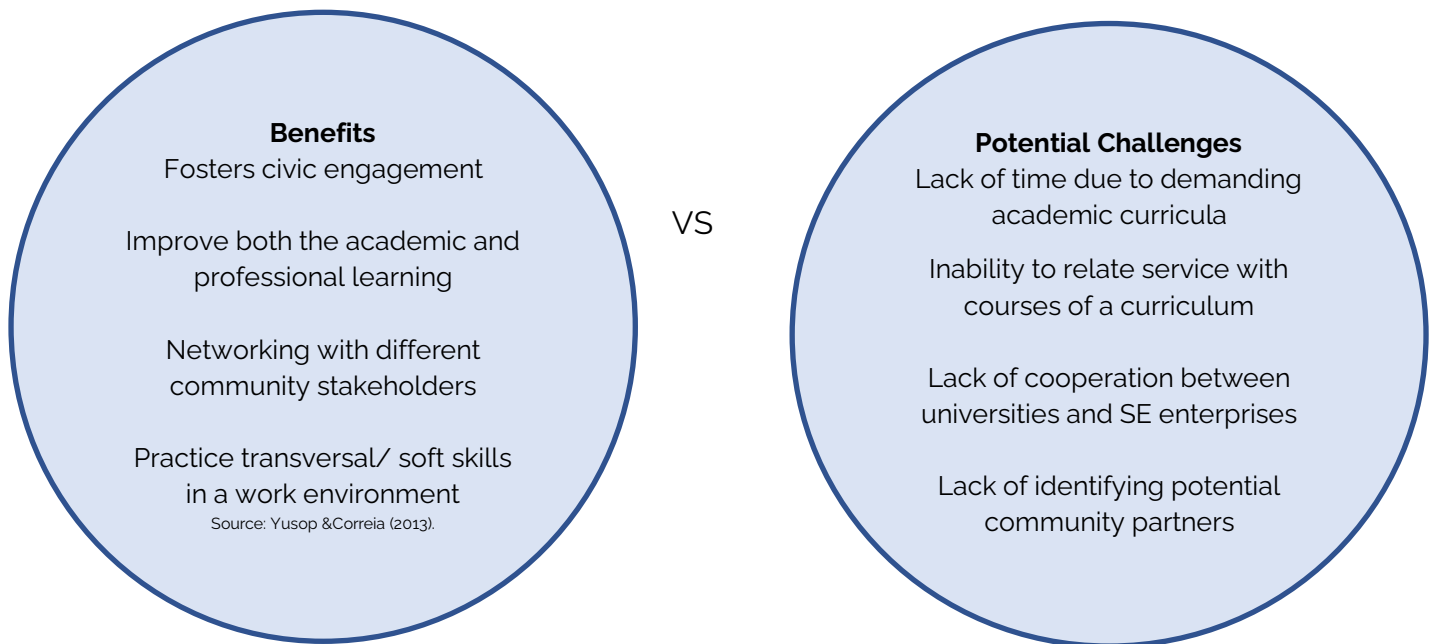 Benefits
Fosters civic engagement
Improve both the academic and
professional learning
Networking with different
community stakeholders
Practice transversal/ soft skills
in a work environment
Source: Yusop &Correia (2013).
VS
Potential Challenges
Lack of time due to demanding
academic curricula
Inability to relate service with
courses of a curriculum
Lack of cooperation between
universities and SE enterprises
Lack of identifying potential
community partners